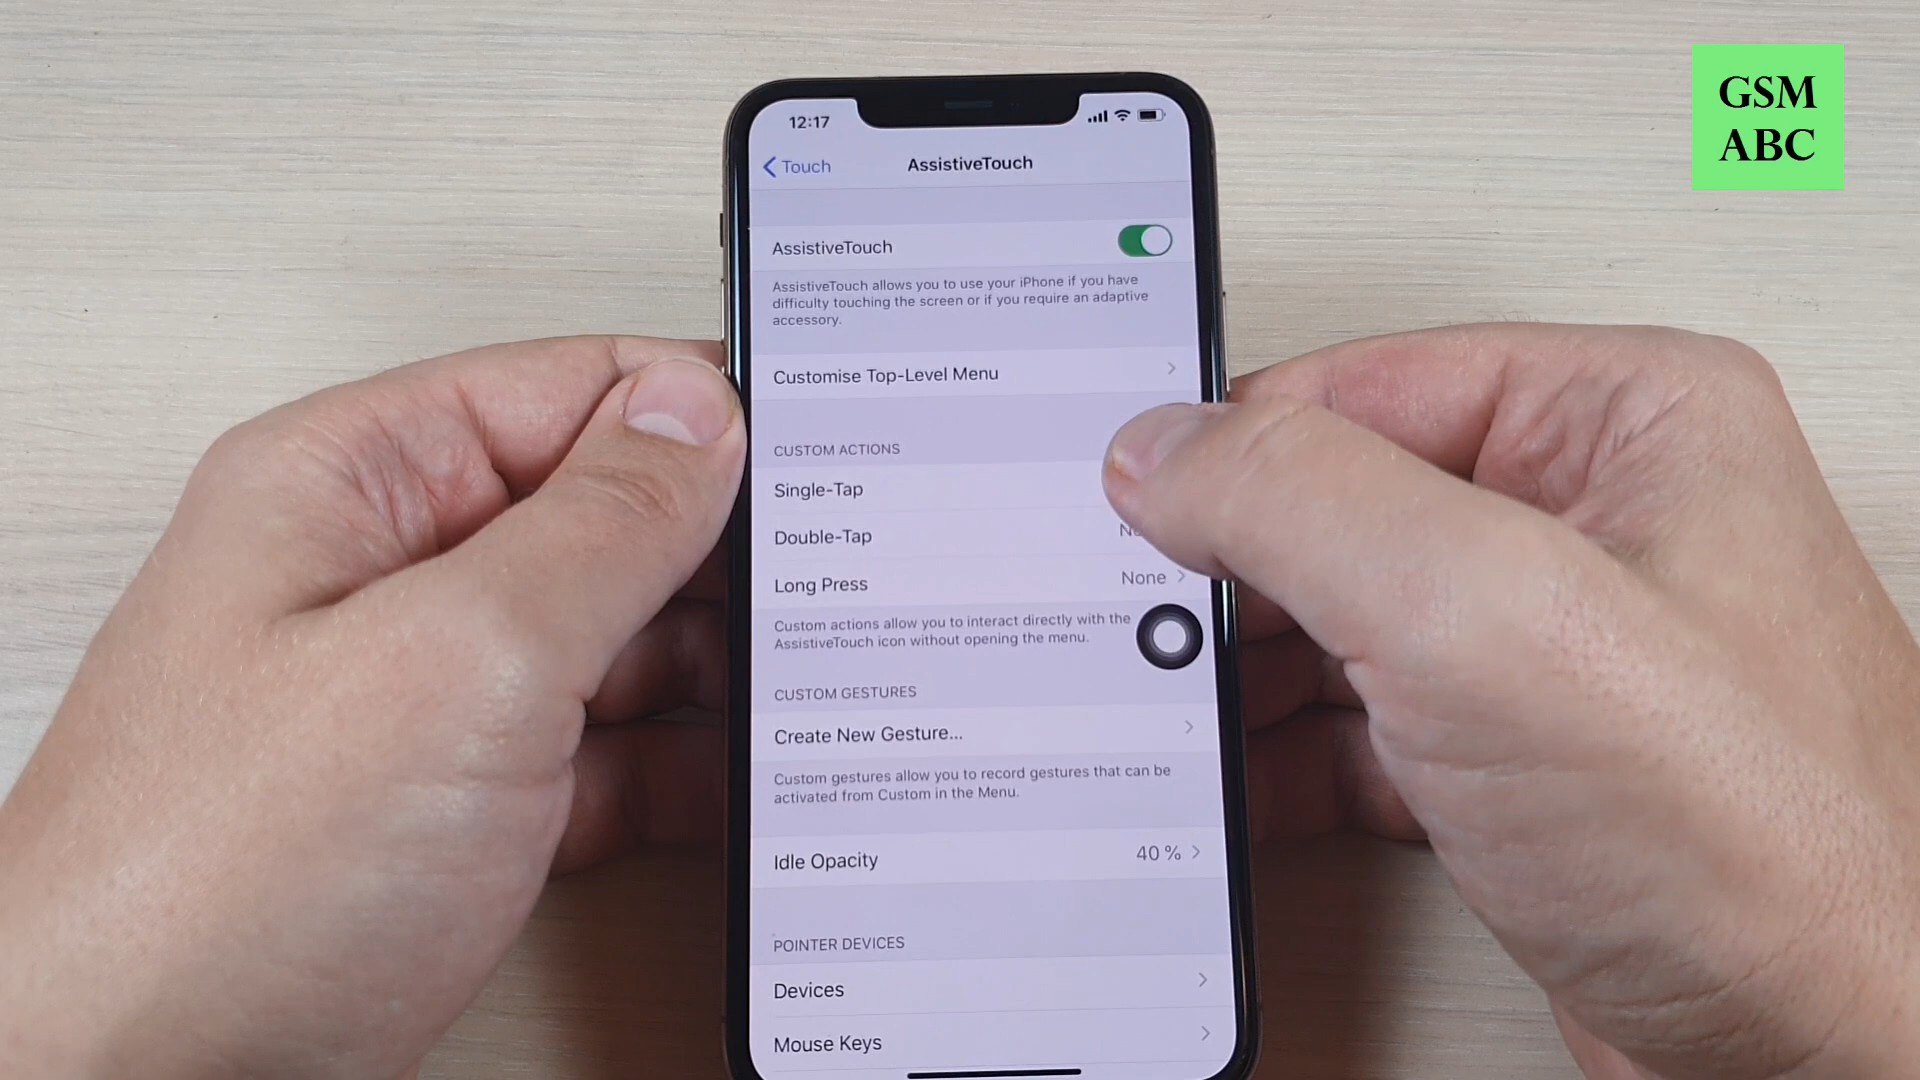 GSM
ABC
12:17
Touch
AssistiveTouch
AssistiveTouch
AssistiveTouch allows you to use your iPhone if you have
difficulty touching the screen or if you require an adaptive
accessory.
Customise Top-Level Menu
CUSTOM ACTIONS
Single-Tap
Double-Tap
Long Press None
Custom actions allow you to interact directly with the
AssistiveTouch icon without opening the menu.
CUSTOM GESTURES
Create New Gesture...
Custom gestures allow you to record gestures that can be
activated from Custom in the Menu.
Idle Opacity 40 %
POINTER DEVICES
Devices
Mouse Keys